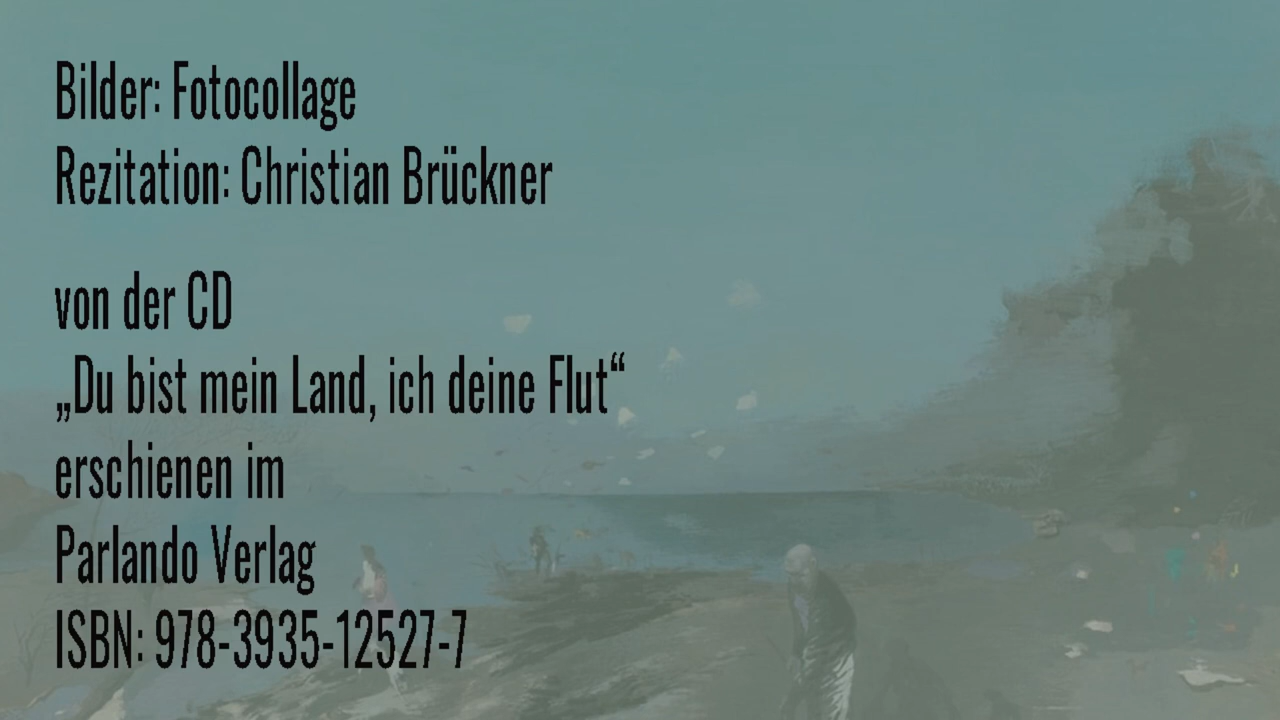 Bilder: Fotocollage
Rezitation: Christian Brückner
von der CD
„Du bist mein Land, ich deine Flut“
erschienen im
Parlando Verlag
ISBN: 978-3935-12527-7